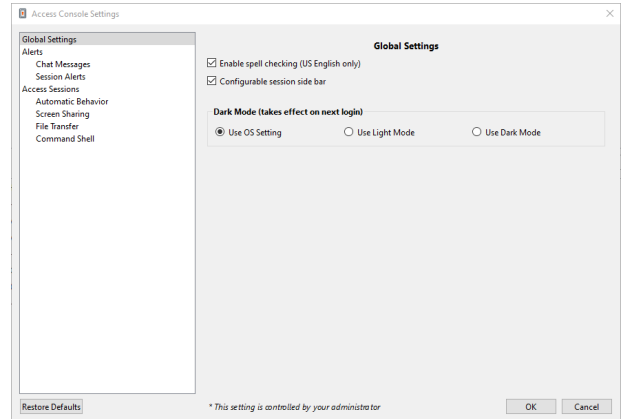 Access Console Settings
Global Settings
Alerts
Chat Messages
Session Alerts
Access Sessions
Automatic Behavior
Screen Sharing
File Transfer
Command Shell
Global Settings
Enable spell checking (US English only)
Configurable session side bar
Dark Mode (takes effect on next login)
Use OS Setting Use Light Mode Use Dark Mode
Restore Defaults * This setting is controlled by your administrator OK Cancel